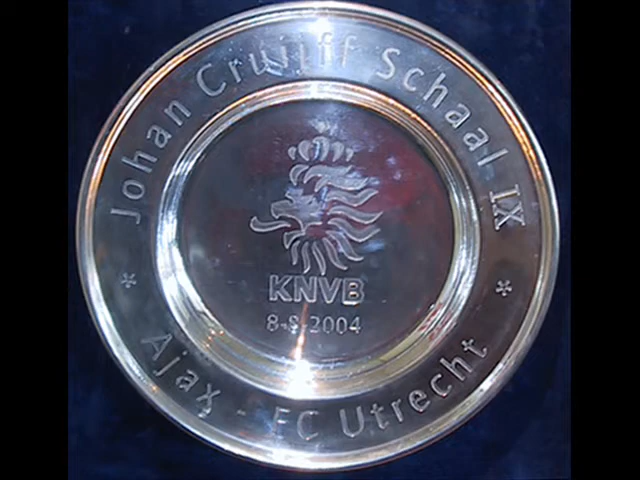 Johan Cruijff Schaal IX
KNVB
8-8-2004
* Ajax - FC Utrecht *